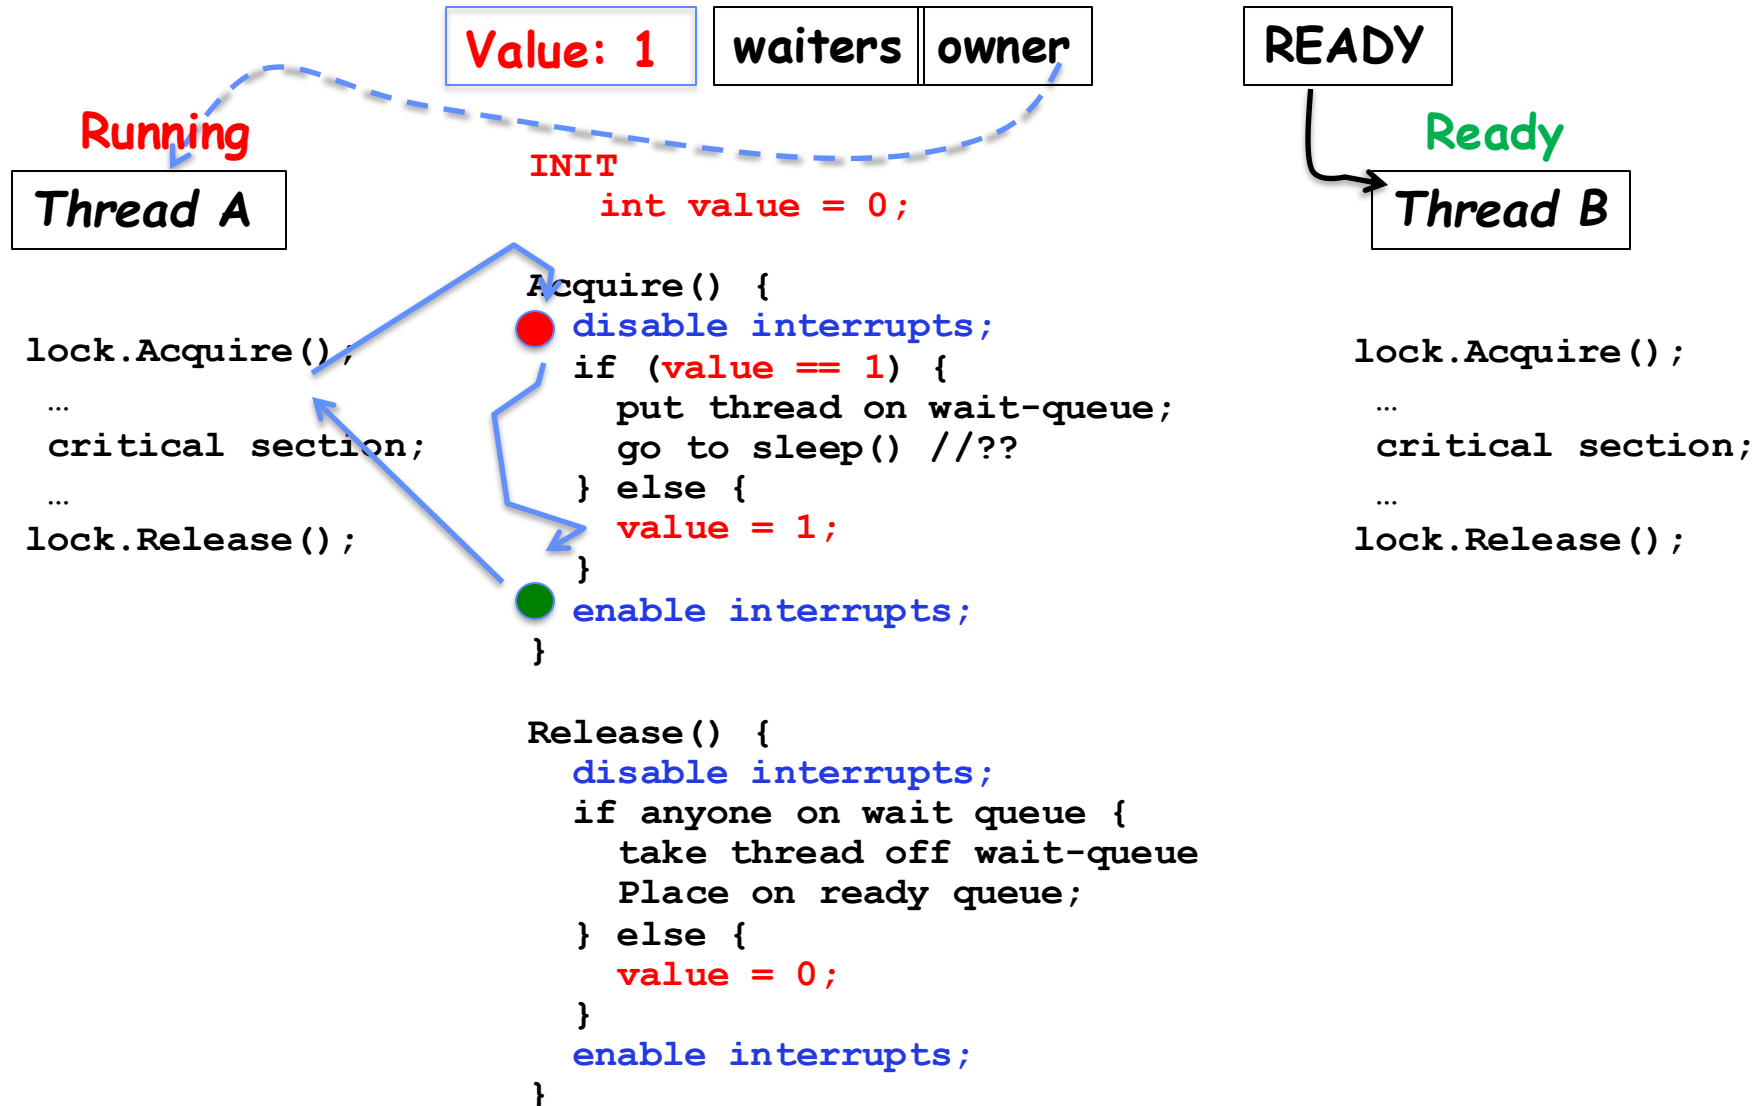 Value: 1
waiters
owner
READY
Running
Ready
Thread A
Thread B
INIT
int value = 0;
lock.Acquire();
…
critical section;
…
lock.Release();
Acquire() {
disable interrupts;
if (value == 1) {
put thread on wait-queue;
go to sleep() //??
} else {
value = 1;
}
enable interrupts;
}
Release() {
disable interrupts;
if anyone on wait queue {
take thread off wait-queue
Place on ready queue;
} else {
value = 0;
}
enable interrupts;
}
lock.Acquire();
…
critical section;
…
lock.Release();